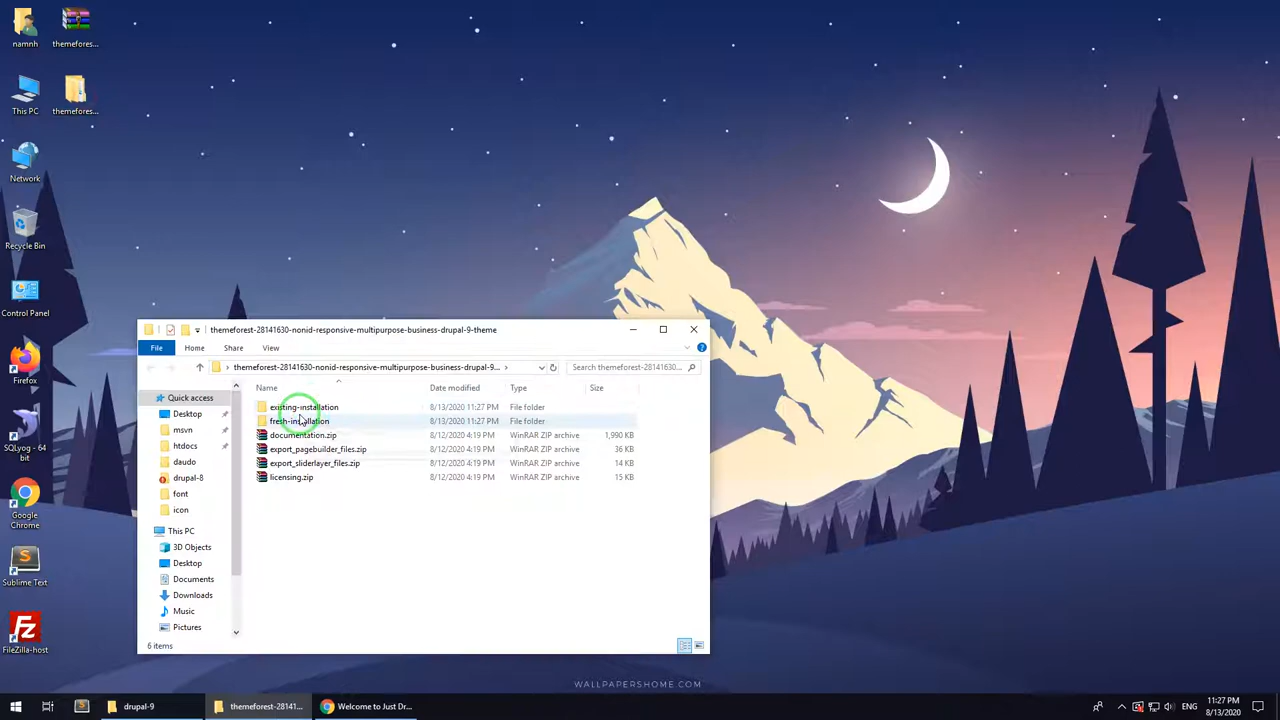 namnh
themefores...
This PC
themefores...
Network
Recycle Bin
Control Panel
Firefox
SQLyog - 64
bit
Google
Chrome
Sublime Text
FileZilla-host
themeforest-28141630-nonid-responsive-multipurpose-business-drupal-9-theme
File Home Share View
themeforest-28141630-nonid-responsive-multipurpose-business-drupal-9...
Search themeforest-28141630...
Name Date modified Type Size
Quick access
Desktop
msvn
htdocs
daudo
drupal-8
font
icon
This PC
3D Objects
Desktop
Documents
Downloads
Music
Pictures
existing-installation 8/13/2020 11:27 PM File folder
fresh-installation 8/13/2020 11:27 PM File folder
documentation.zip 8/12/2020 4:19 PM WinRAR ZIP archive 1,990 KB
export_pagebuilder_files.zip 8/12/2020 4:19 PM WinRAR ZIP archive 36 KB
export_sliderlayer_files.zip 8/12/2020 4:19 PM WinRAR ZIP archive 14 KB
licensing.zip 8/12/2020 4:19 PM WinRAR ZIP archive 15 KB
6 items
WALLPAPERSHOME.COM
drupal-9
themeforest-28141...
Welcome to Just Dr...
ENG
11:27 PM
8/13/2020